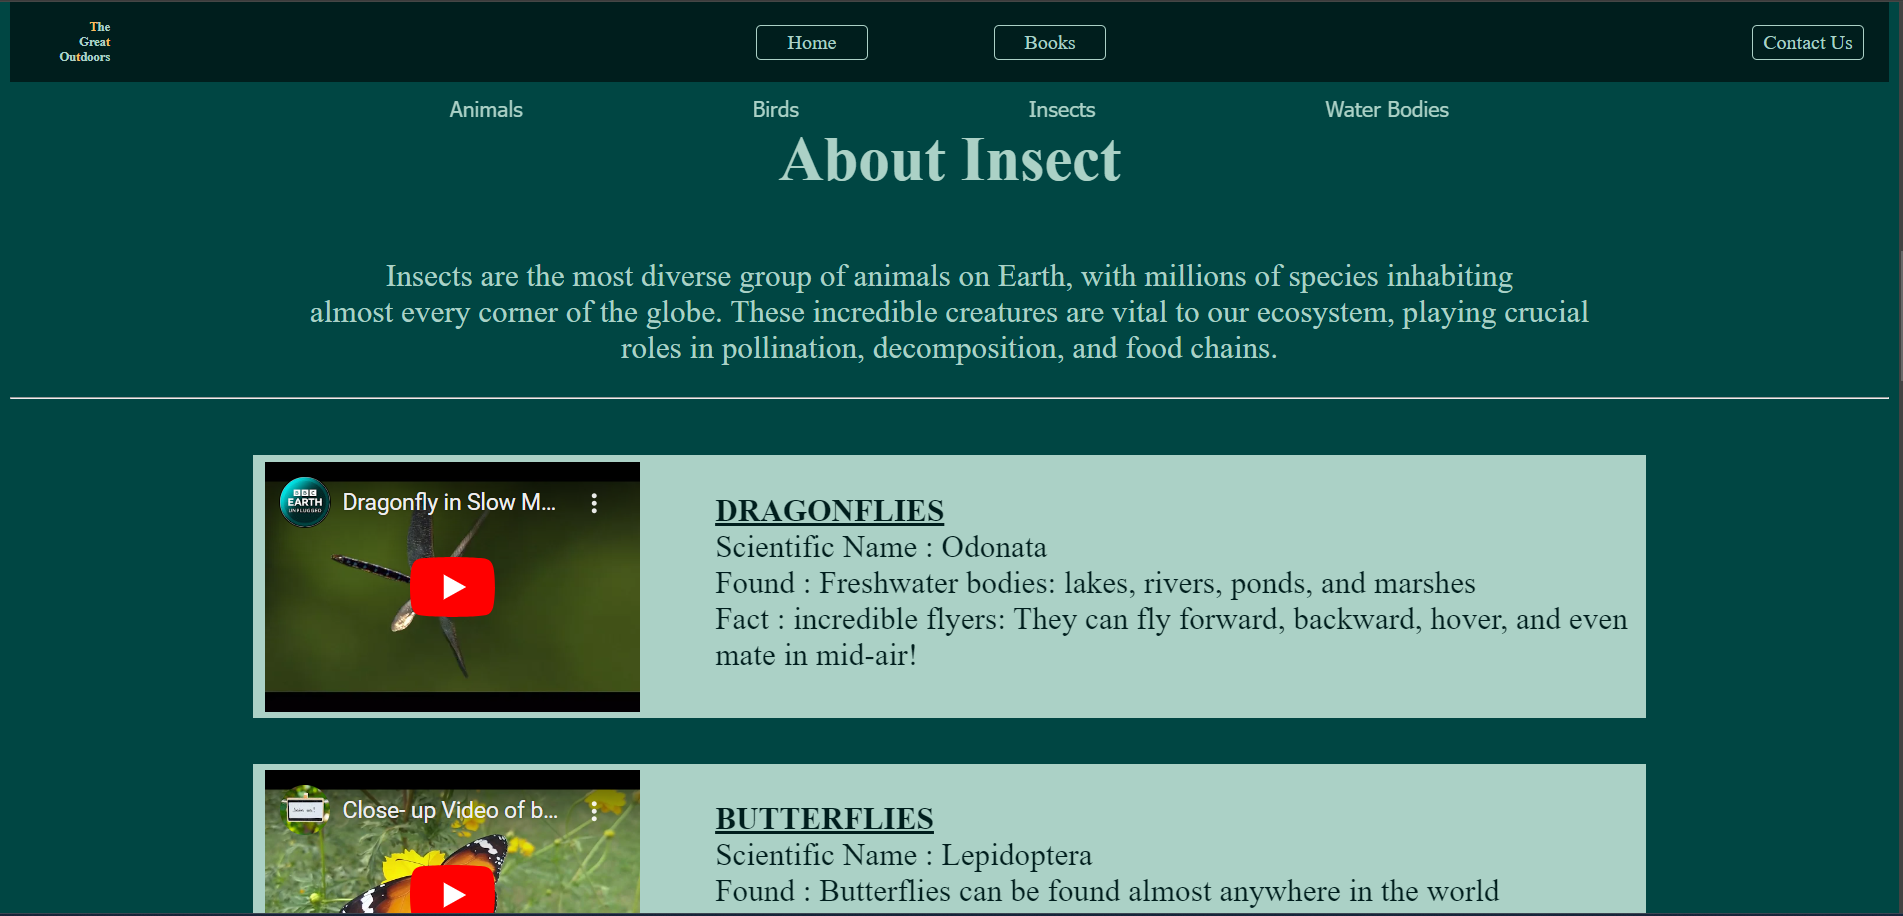 The
Great
Outdoors
Home
Books
Contact Us
Animals
Birds
Insects
Water Bodies
About Insect
Insects are the most diverse group of animals on Earth, with millions of species inhabiting
almost every corner of the globe. These incredible creatures are vital to our ecosystem, playing crucial
roles in pollination, decomposition, and food chains.
BBC
EARTH
UNPLUGGED
Dragonfly in Slow M...
DRAGONFLIES
Scientific Name : Odonata
Found : Freshwater bodies: lakes, rivers, ponds, and marshes
Fact : incredible flyers: They can fly forward, backward, hover, and even
mate in mid-air!
Close- up Video of b...
BUTTERFLIES
Scientific Name : Lepidoptera
Found : Butterflies can be found almost anywhere in the world